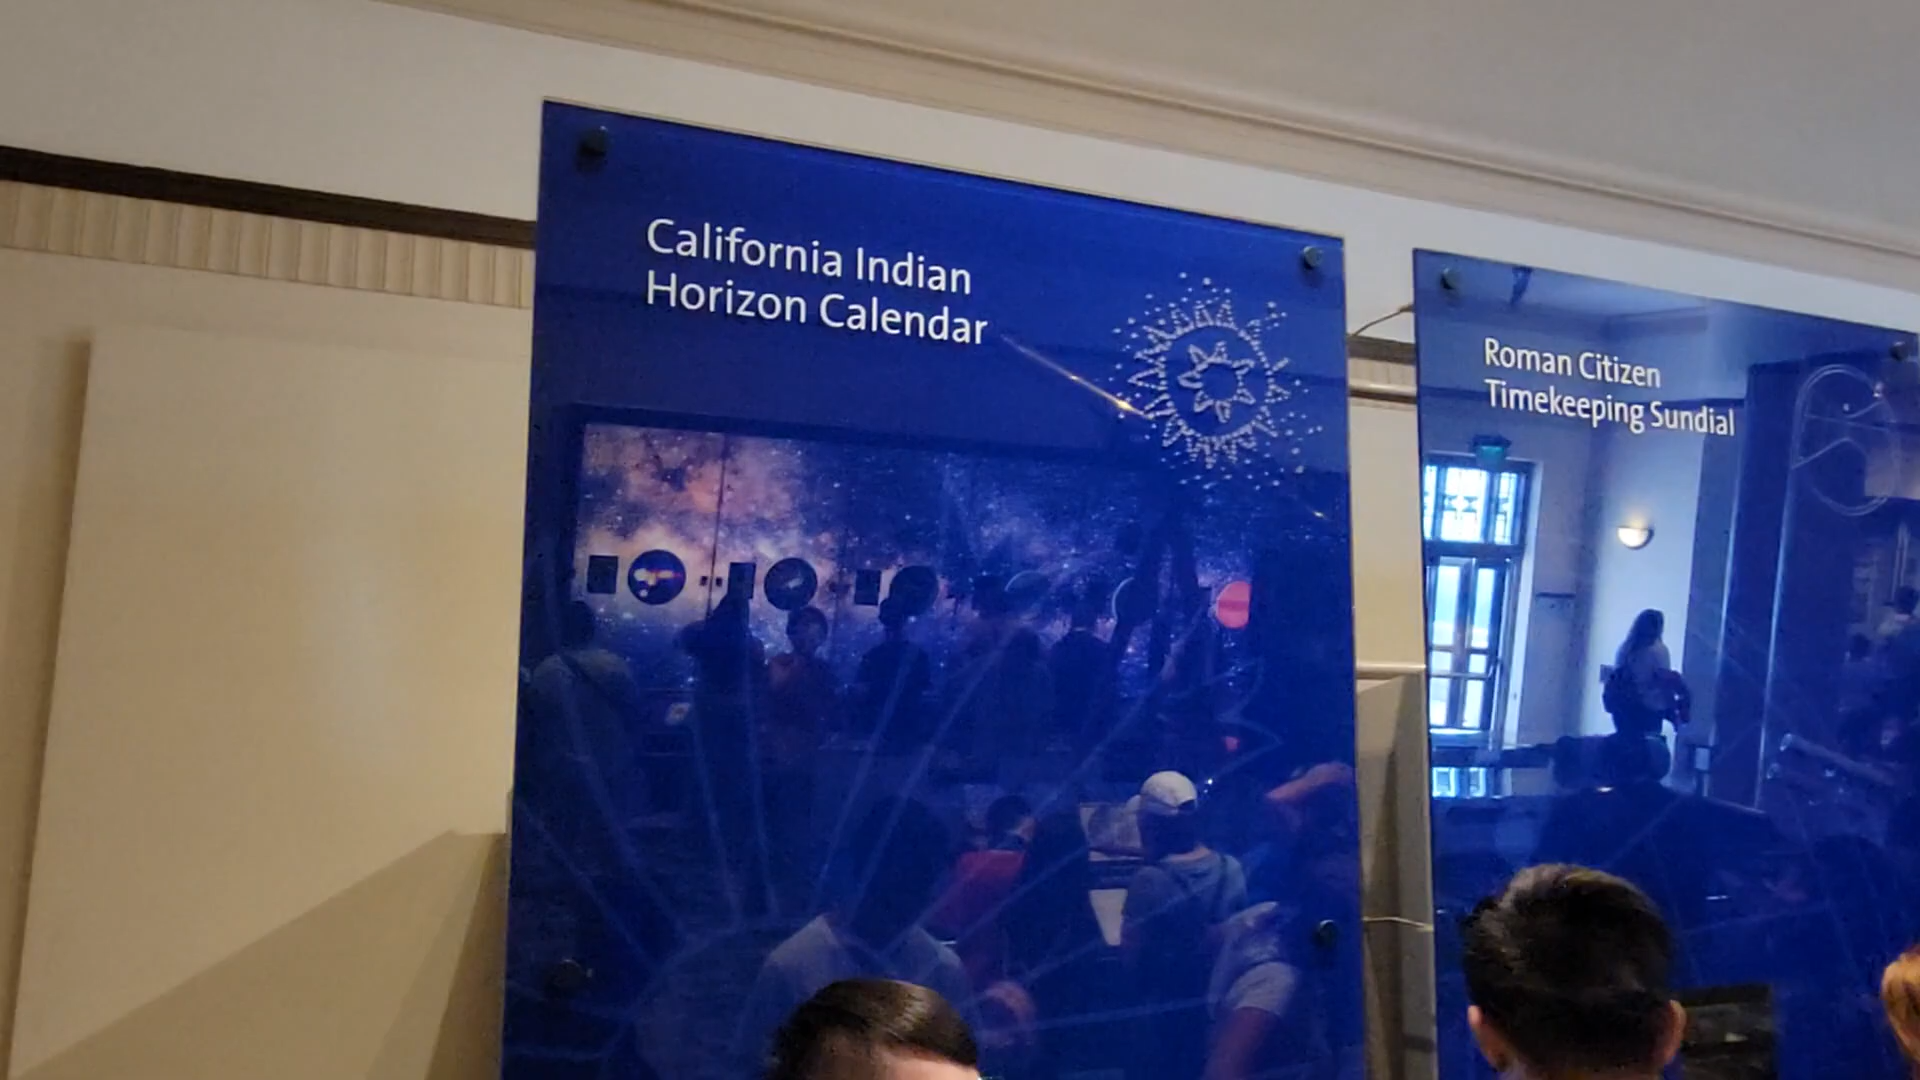 California Indian
Horizon Calendar
Roman Citizen
Timekeeping Sundial